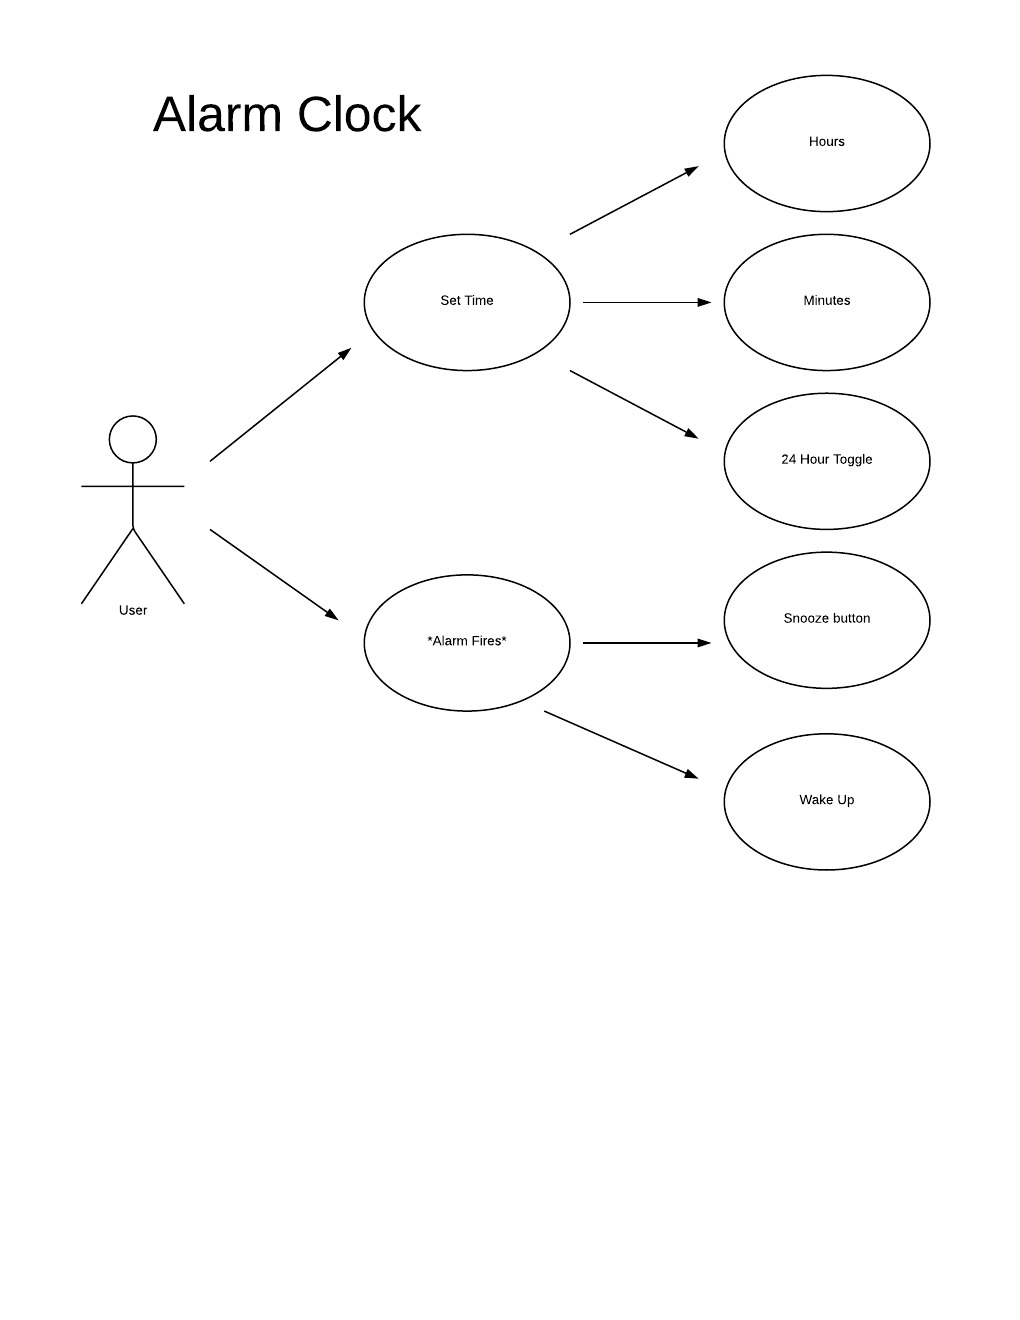 Alarm Clock
Hours
Set Time
Minutes
24 Hour Toggle
User
*Alarm Fires*
Snooze button
Wake Up